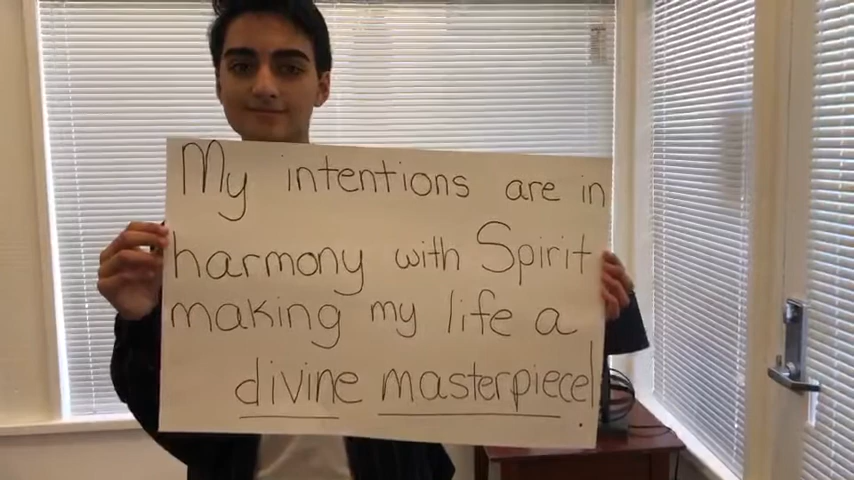 My intentions are in
harmony with Spirit
making my life a
divine masterpiece!